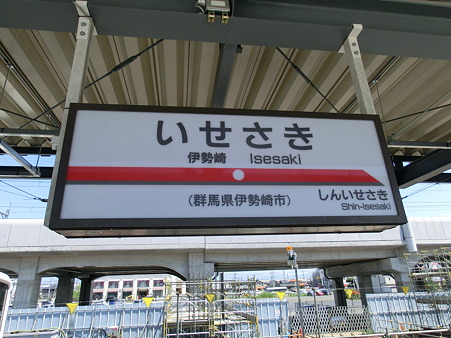 いせさき
伊勢崎 Isesaki
(群馬県伊勢崎市)
しんいせさき
Shin-Isesaki